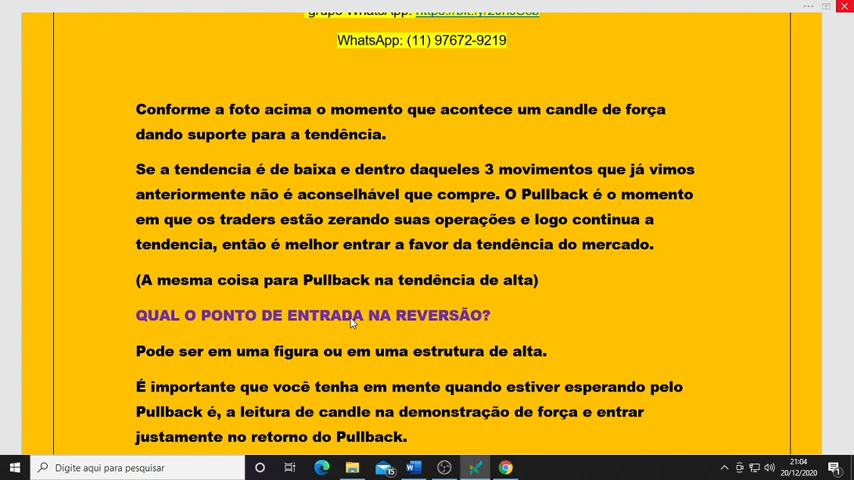 WhatsApp: (11) 97672-9219
Conforme a foto acima o momento que acontece um candle de força
dando suporte para a tendência.
Se a tendencia é de baixa e dentro daqueles 3 movimentos que já vimos
anteriormente não é aconselhável que compre. O Pullback é o momento
em que os traders estão zerando suas operações e logo continua a
tendencia, então é melhor entrar a favor da tendência do mercado.
(A mesma coisa para Pullback na tendência de alta)
QUAL O PONTO DE ENTRADA NA REVERSÃO?
Pode ser em uma figura ou em uma estrutura de alta.
É importante que você tenha em mente quando estiver esperando pelo
Pullback é, a leitura de candle na demonstração de força e entrar
justamente no retorno do Pullback.
Digite aqui para pesquisar
15
21:04
20/12/2020
1